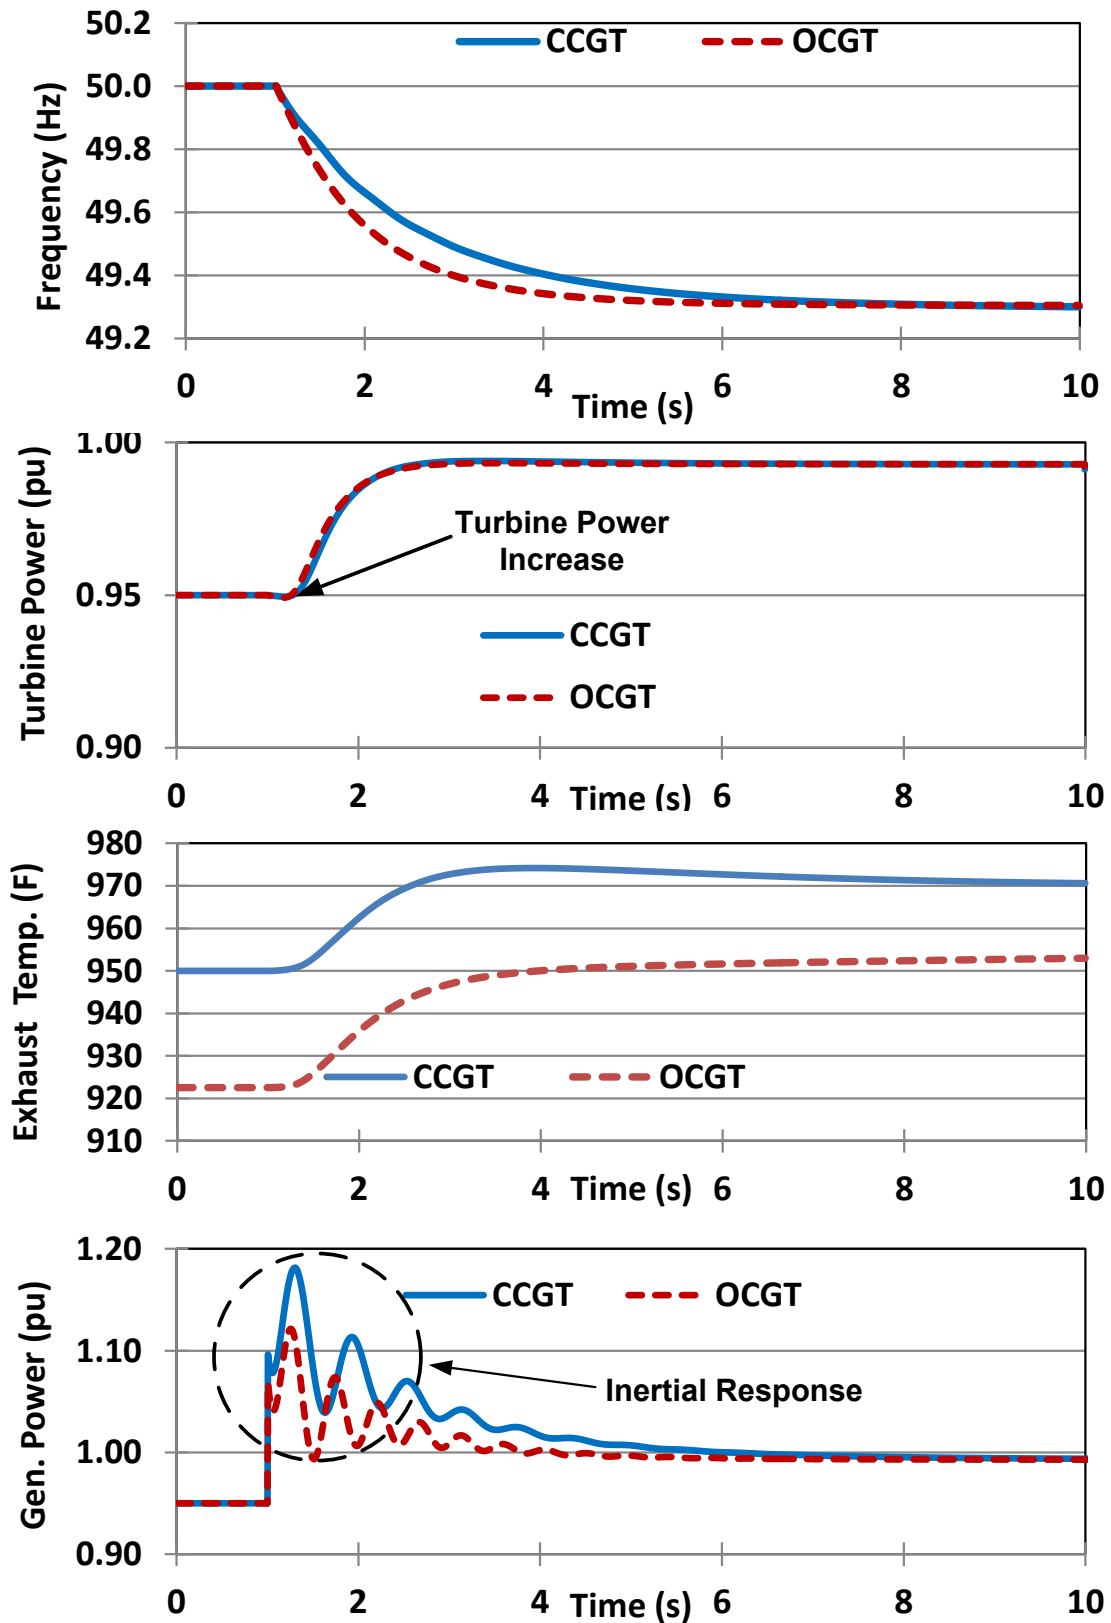 50.2
CCGT OCGT
50.0
49.8
49.6
49.4
49.2
Frequency (Hz)
0 2 4 6 8 10
Time (s)
1.00
0.95
0.90
Turbine Power (pu)
Turbine Power
Increase
CCGT
OCGT
0 2 4 6 8 10
Time (s)
980
970
960
950
940
930
920
910
Exhaust Temp. (F)
CCGT OCGT
0 2 4 6 8 10
Time (s)
1.20
1.10
1.00
0.90
Gen. Power (pu)
CCGT OCGT
Inertial Response
0 2 4 6 8 10
Time (s)